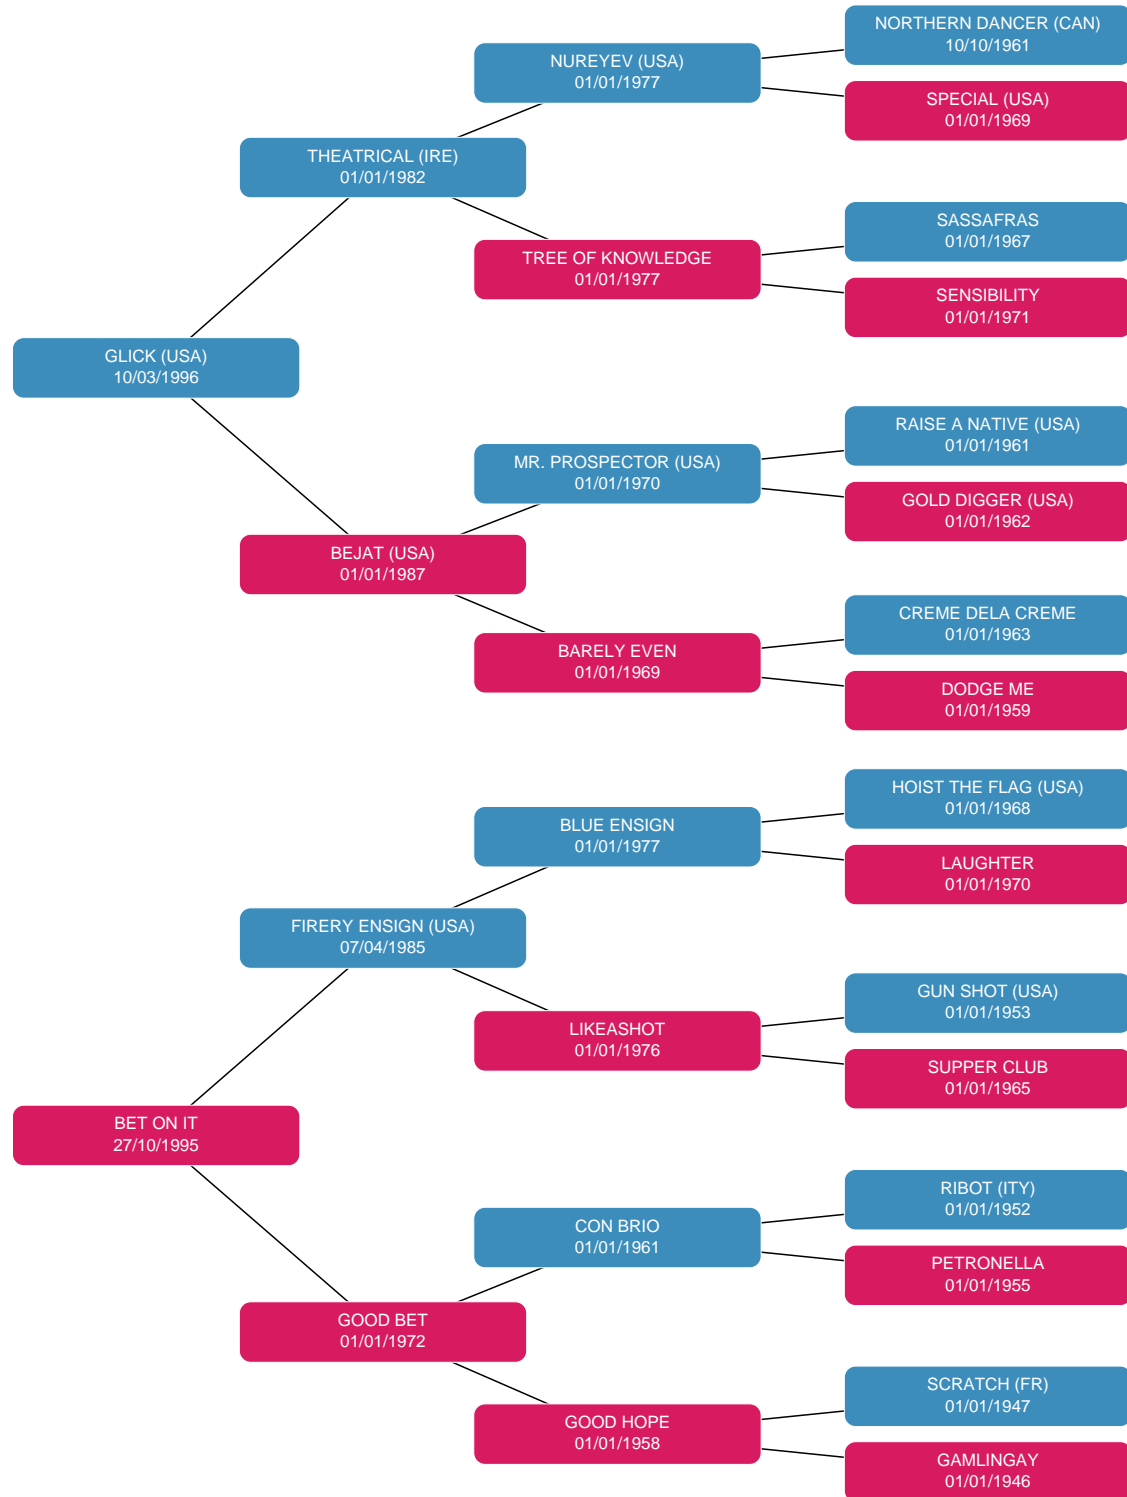 NORTHERN DANCER (CAN)
10/10/1961
NUREYEV (USA)
01/01/1977
SPECIAL (USA)
01/01/1969
THEATRICAL (IRE)
01/01/1982
SASSAFRAS
01/01/1967
TREE OF KNOWLEDGE
01/01/1977
SENSIBILITY
01/01/1971
GLICK (USA)
10/03/1996
RAISE A NATIVE (USA)
01/01/1961
MR. PROSPECTOR (USA)
01/01/1970
GOLD DIGGER (USA)
01/01/1962
BEJAT (USA)
01/01/1987
CREME DELA CREME
01/01/1963
BARELY EVEN
01/01/1969
DODGE ME
01/01/1959
HOIST THE FLAG (USA)
01/01/1968
BLUE ENSIGN
01/01/1977
LAUGHTER
01/01/1970
FIRERY ENSIGN (USA)
07/04/1985
GUN SHOT (USA)
01/01/1953
LIKEASHOT
01/01/1976
SUPPER CLUB
01/01/1965
BET ON IT
27/10/1995
RIBOT (ITY)
01/01/1952
CON BRIO
01/01/1961
PETRONELLA
01/01/1955
GOOD BET
01/01/1972
SCRATCH (FR)
01/01/1947
GOOD HOPE
01/01/1958
GAMLINGAY
01/01/1946